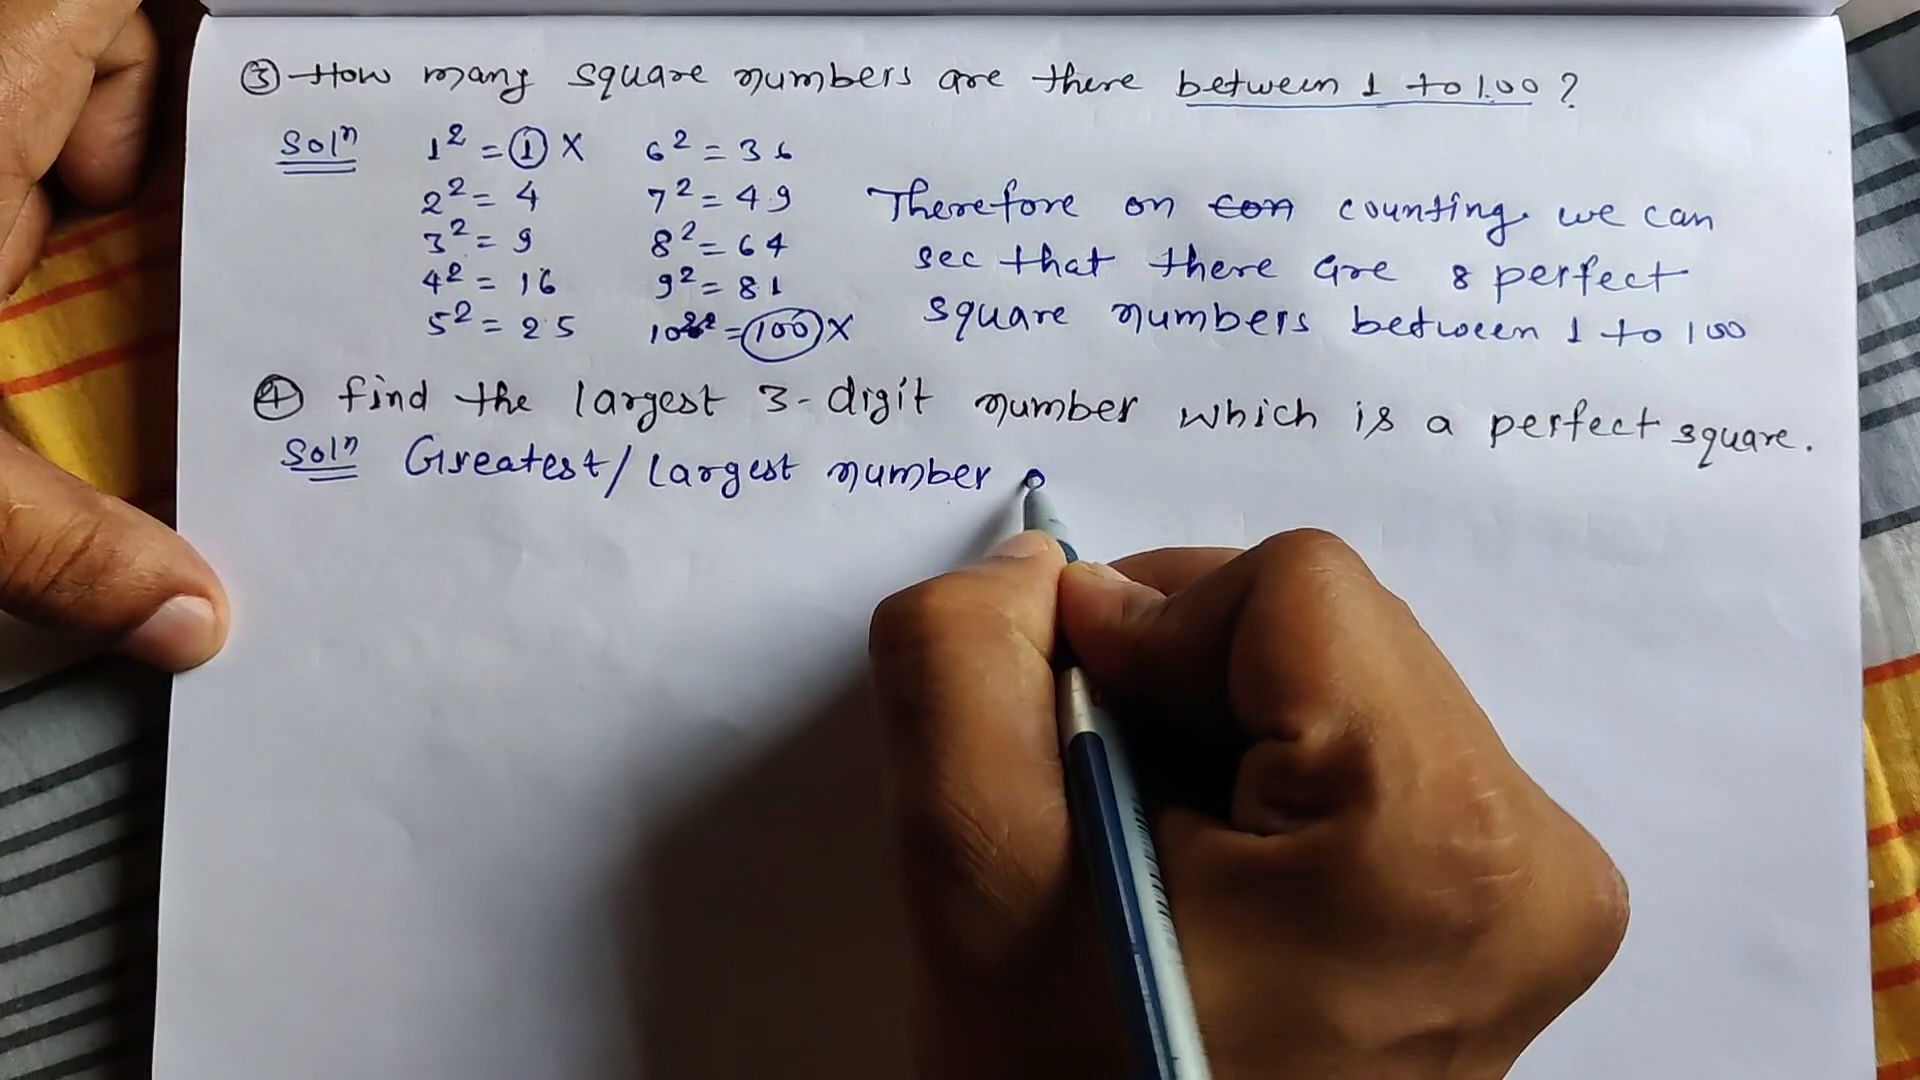 ③ How many square numbers are there between 1 to 100 ?
Solⁿ 1² = 1 X 6² = 36
2² = 4 7² = 49
3² = 9 8² = 64
4² = 16 9² = 81
5² = 25 10² = 100 X
Therefore on con counting we can
see that there are 8 perfect
square numbers between 1 to 100
④ find the largest 3-digit number which is a perfect square.
Solⁿ Greatest/largest number